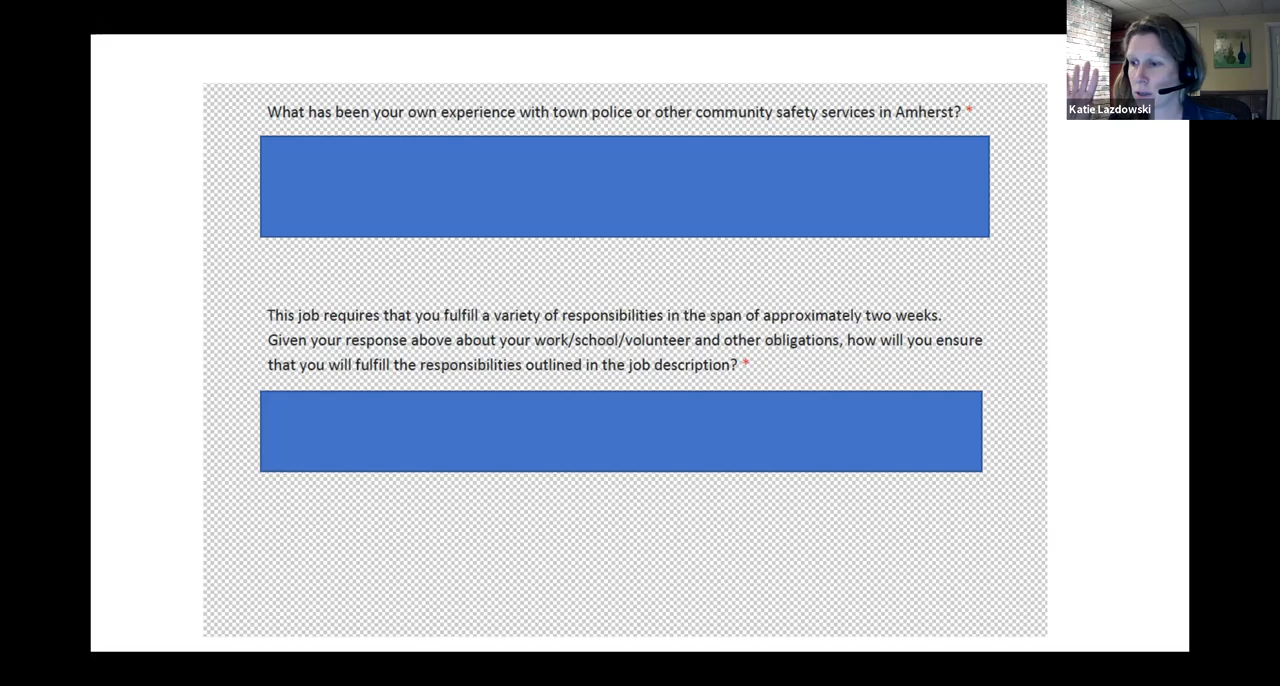 What has been your own experience with town police or other community safety services in Amherst? *
Katie Lazdowski
This job requires that you fulfill a variety of responsibilities in the span of approximately two weeks.
Given your response above about your work/school/volunteer and other obligations, how will you ensure
that you will fulfill the responsibilities outlined in the job description? *